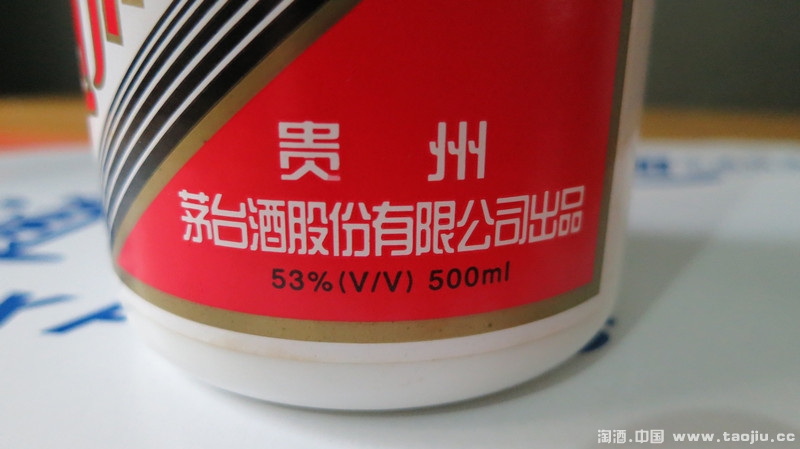 贵州
茅台酒股份有限公司出品
53%(V/V) 500ml
淘酒.中国 www.taojiu.cc